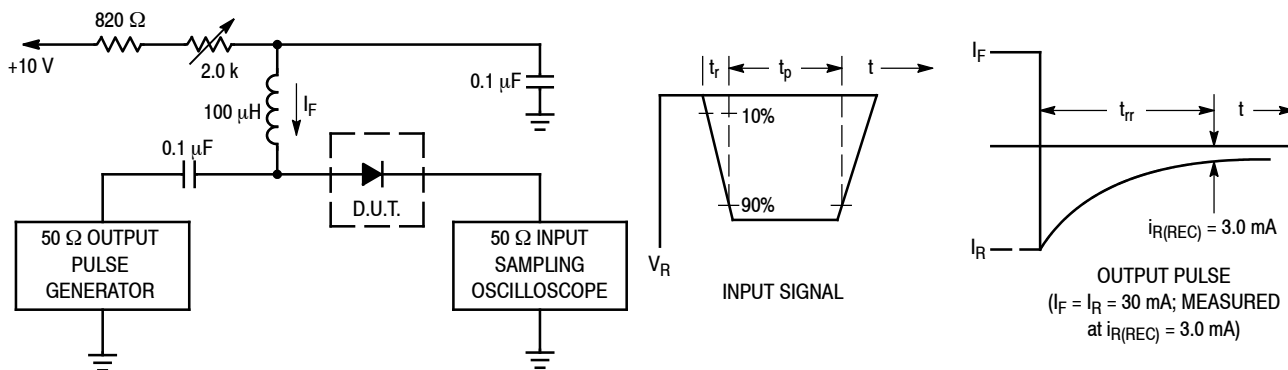 820 Ω
+10 V
2.0 k
0.1 μF
100 μH
I_F
0.1 μF
D.U.T.
50 Ω OUTPUT
PULSE
GENERATOR
50 Ω INPUT
SAMPLING
OSCILLOSCOPE
t_r
t_p
t
10%
90%
V_R
INPUT SIGNAL
I_F
t_rr
t
I_R
i_R(REC) = 3.0 mA
OUTPUT PULSE
(I_F = I_R = 30 mA; MEASURED
at i_R(REC) = 3.0 mA)